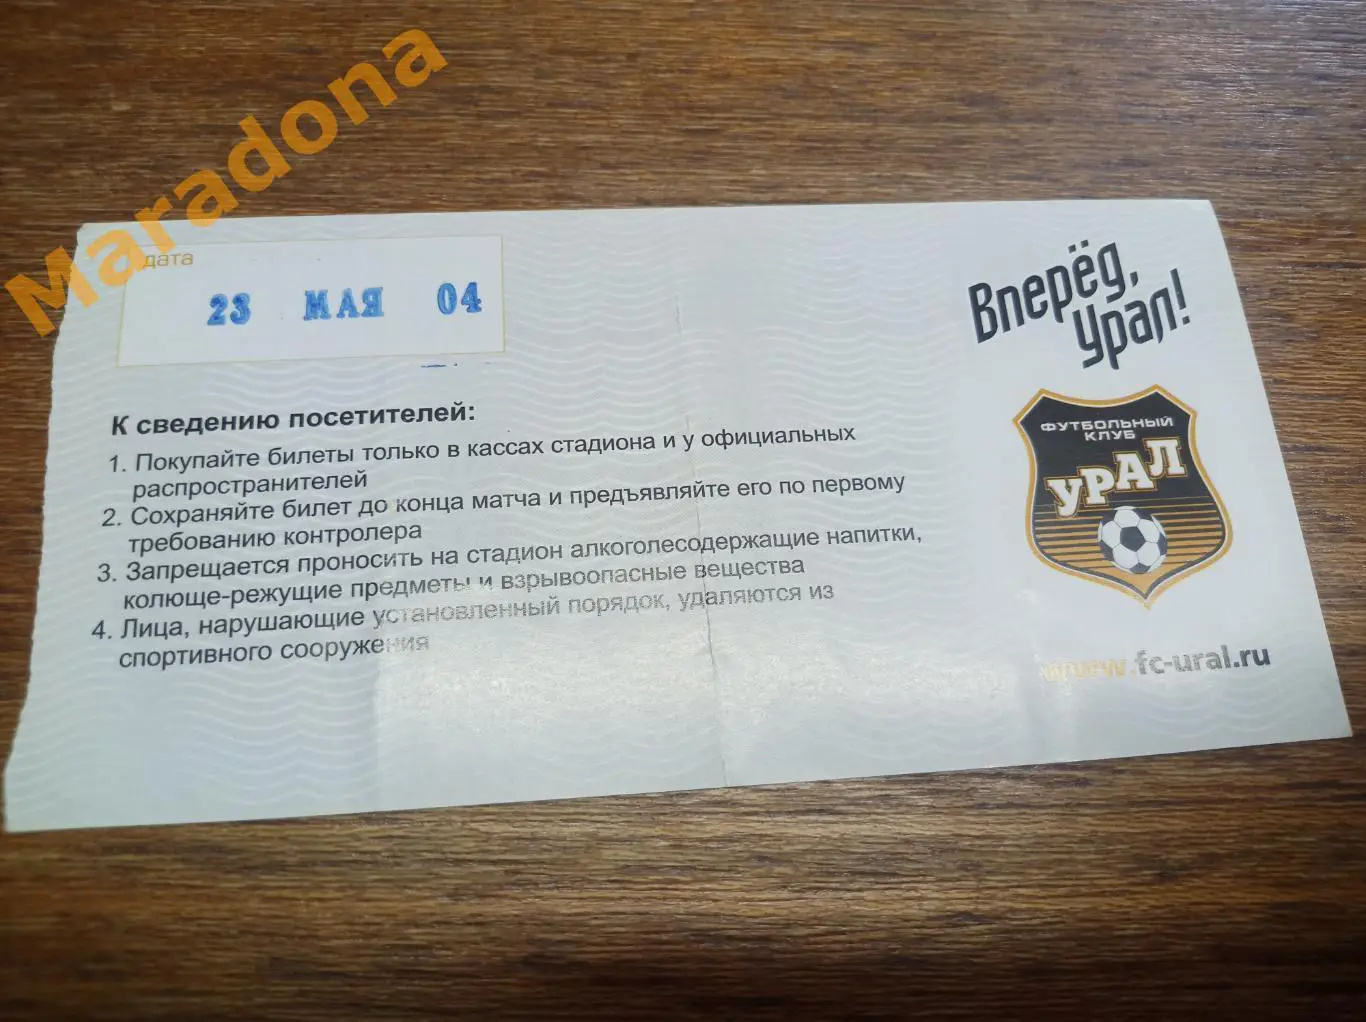 Maradona
дата
23 МАЯ 04
Вперёд,
Урал!
К сведению посетителей:
1. Покупайте билеты только в кассах стадиона и у официальных
распространителей
2. Сохраняйте билет до конца матча и предъявляйте его по первому
требованию контролера
3. Запрещается проносить на стадион алкоголесодержащие напитки,
колюще-режущие предметы и взрывоопасные вещества
4. Лица, нарушающие установленный порядок, удаляются из
спортивного сооружения
ФУТБОЛЬНЫЙ
КЛУБ
УРАЛ
www.fc-ural.ru